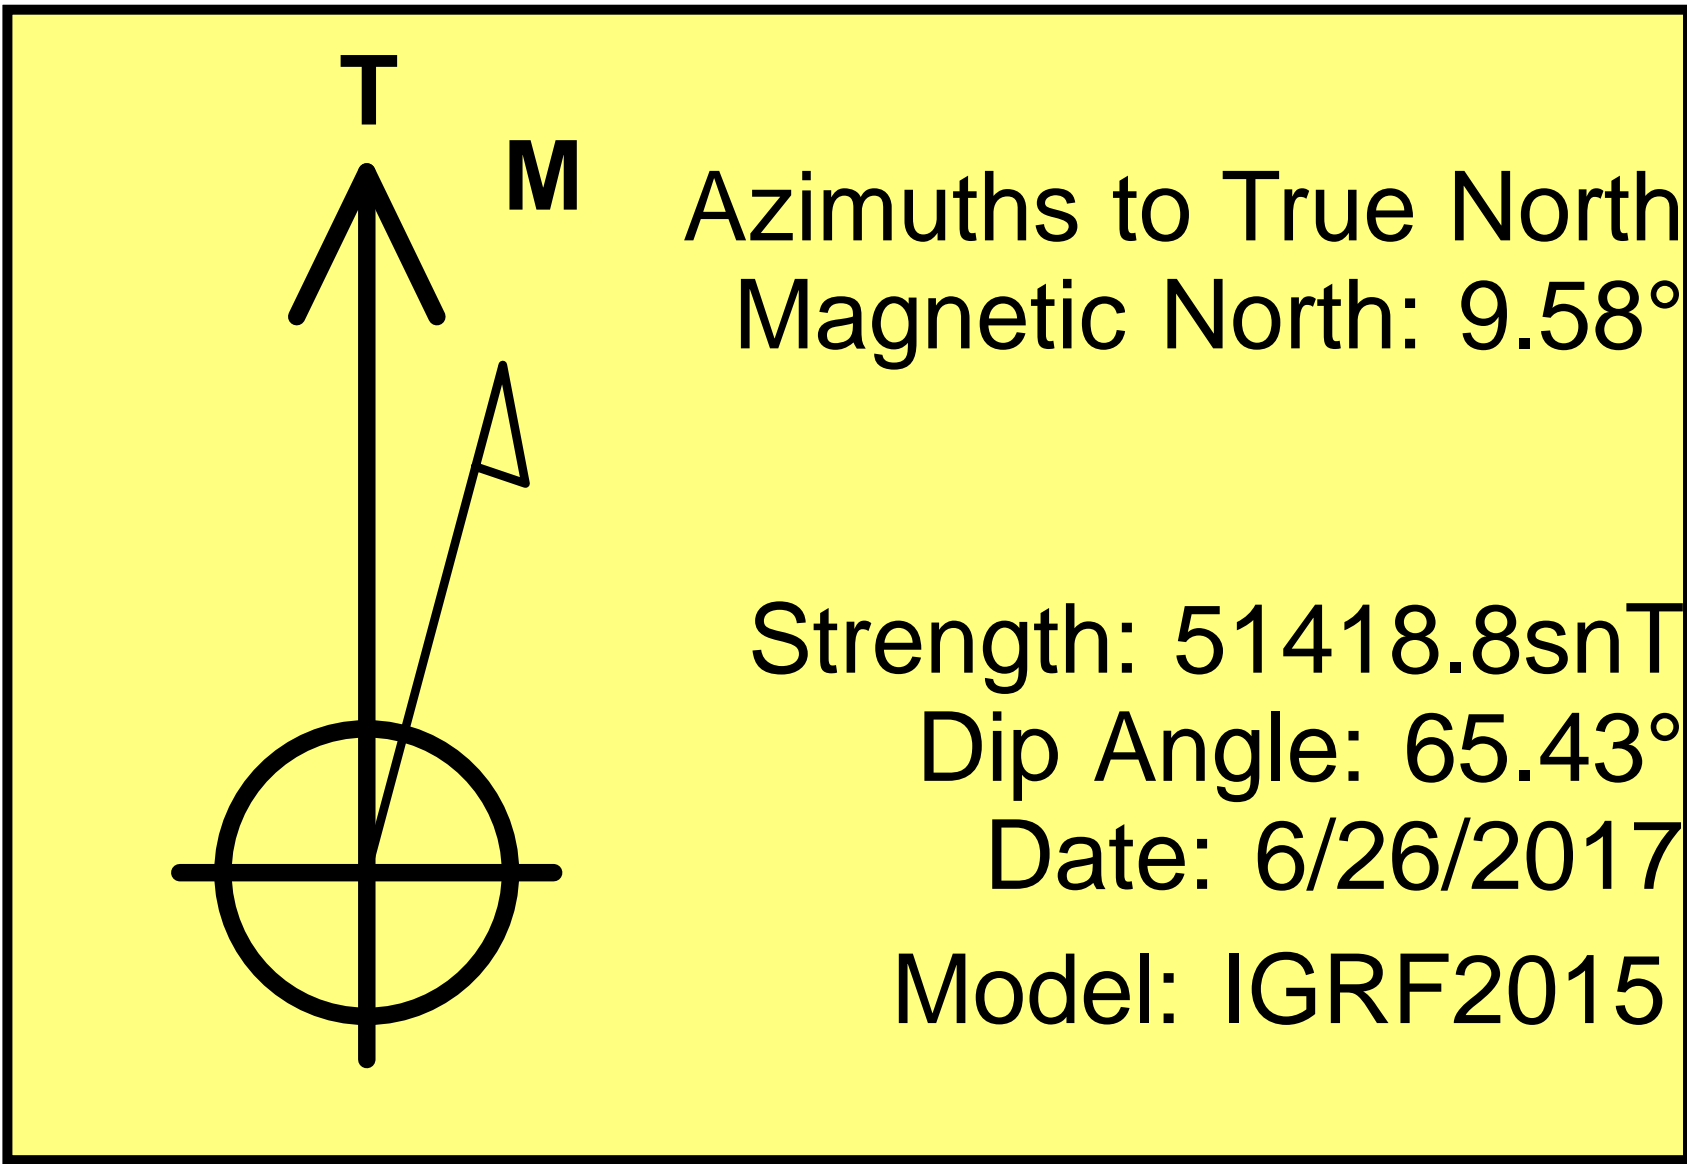 T
M
Azimuths to True North
Magnetic North: 9.58°
Strength: 51418.8snT
Dip Angle: 65.43°
Date: 6/26/2017
Model: IGRF2015